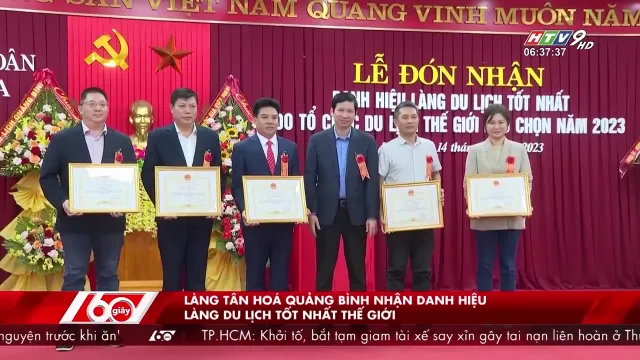 SẢN VIỆT NAM QUANG VINH MUÔN NĂM
HTV9 HD
06:37:37
DÂN
A
LỄ ĐÓN NHẬN
DANH HIỆU LÀNG DU LỊCH TỐT NHẤT
DO TỔ CHỨC DU LỊCH THẾ GIỚI CHỌN NĂM 2023
14 2023
60 giây
LÀNG TÂN HOÁ QUẢNG BÌNH NHẬN DANH HIỆU
LÀNG DU LỊCH TỐT NHẤT THẾ GIỚI
nguyện trước khi ăn' TP.HCM: Khởi tố, bắt tạm giam tài xế say xỉn gây tai nạn liên hoàn ở Th